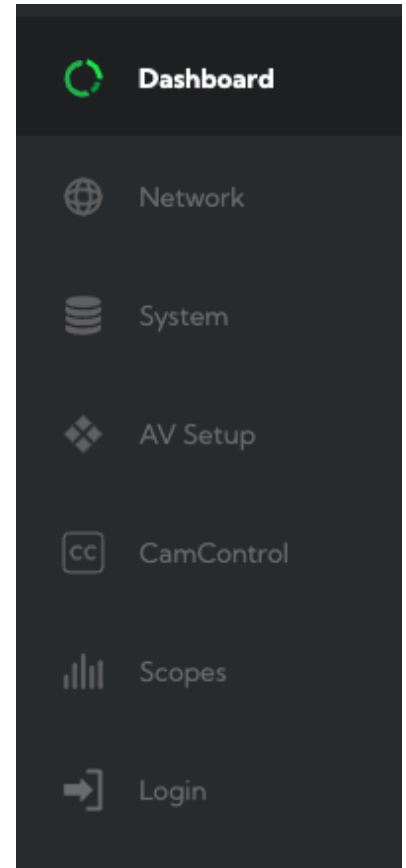 Dashboard
Network
System
AV Setup
CC CamControl
Scopes
Login